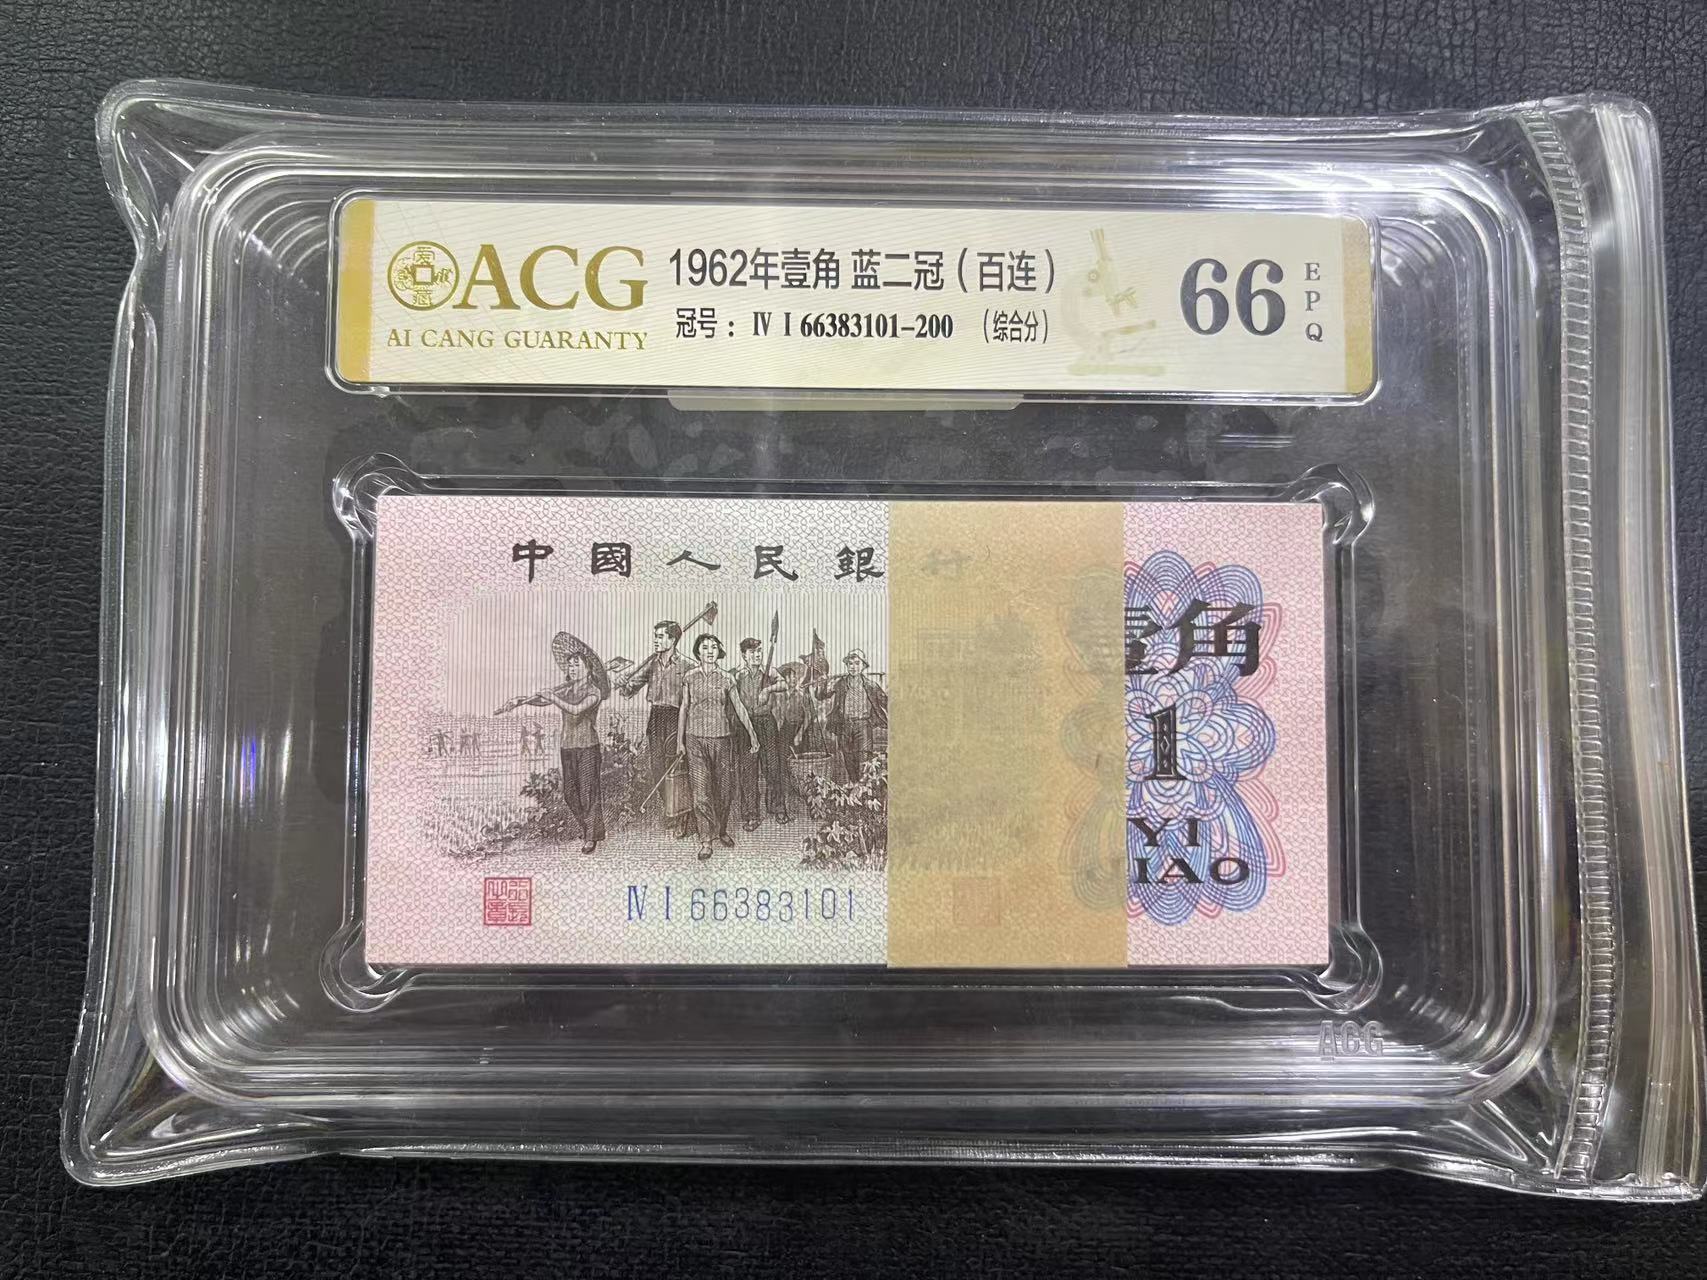 ACG
AI CANG GUARANTY
1962年壹角 蓝二冠（百连）
冠号：Ⅳ Ⅰ 66383101-200 （综合分）
66
EPQ
中國人民銀行
壹角
1
YI
JIAO
Ⅳ Ⅰ 66383101
ACG